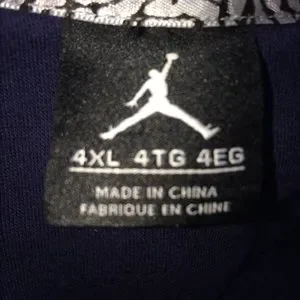 4XL 4TG 4EG
MADE IN CHINA
FABRIQUE EN CHINE